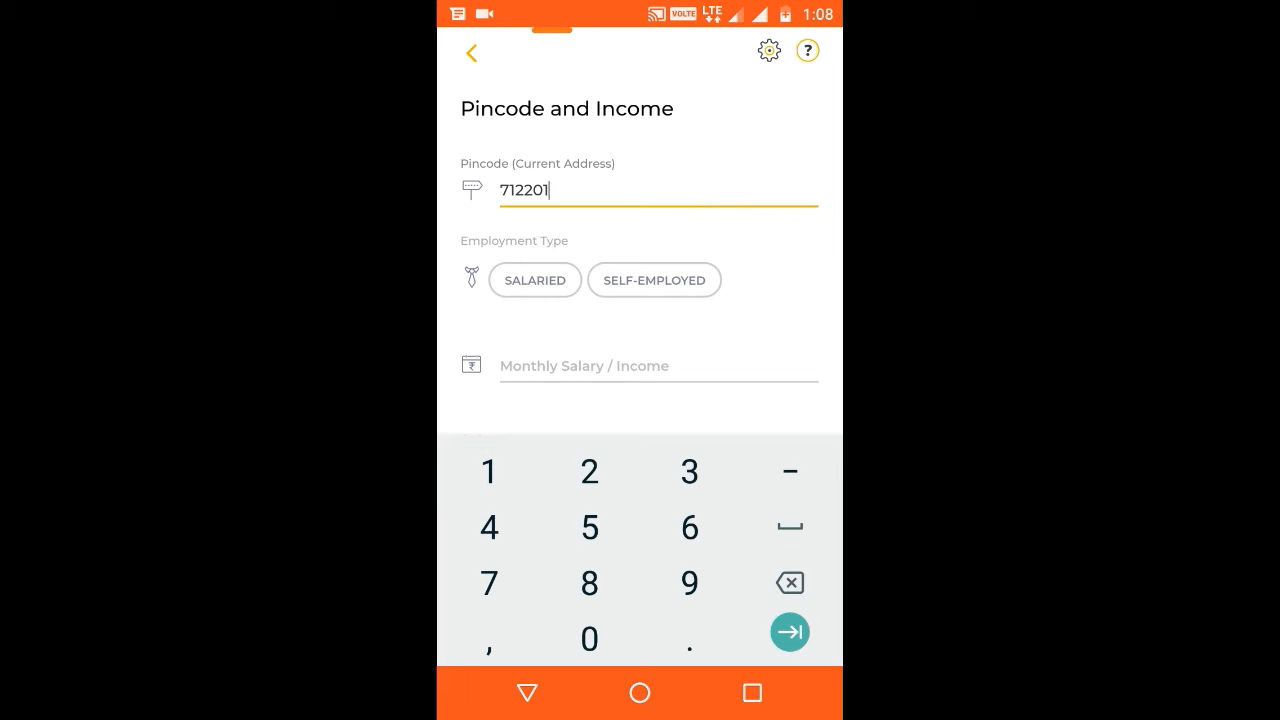 VOLTE LTE 1:08
?
Pincode and Income
Pincode (Current Address)
712201
Employment Type
SALARIED SELF-EMPLOYED
₹ Monthly Salary / Income
1 2 3 -
4 5 6
7 8 9
, 0 .